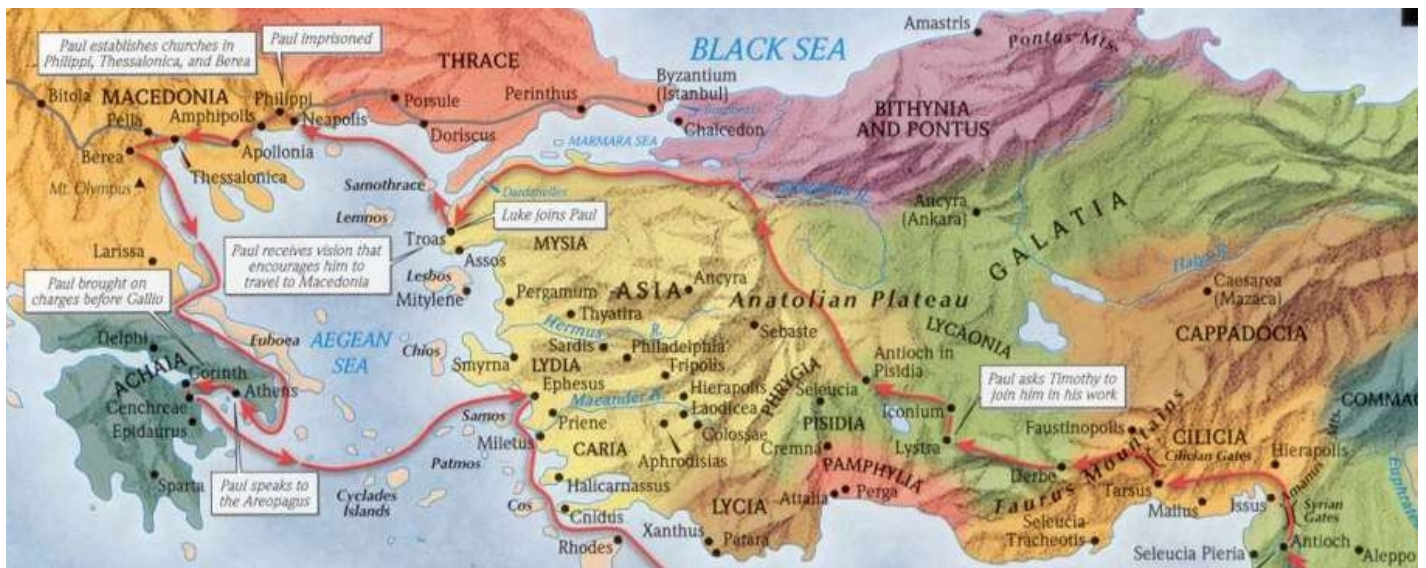 Paul establishes churches in
Philippi, Thessalonica, and Berea
Paul imprisoned
THRACE
BLACK SEA
Amastris
Pontus Mts.
Bitola
MACEDONIA
Philippi
Porsule
Perinthus
Byzantium
(Istanbul)
Bosporus
BITHYNIA
AND PONTUS
Pella
Amphipolis
Neapolis
Doriscus
Chalcedon
MARMARA SEA
Berea
Apollonia
Thessalonica
Mt. Olympus
Samothrace
Dardanelles
Lemnos
Luke joins Paul
Ancyra
(Ankara)
GALATIA
Troas
MYSIA
Assos
Larissa
Paul receives vision that
encourages him to
travel to Macedonia
Lesbos
Mitylene
Halys R.
Caesarea
(Mazaca)
Paul brought on
charges before Gallio
Pergamum
ASIA
Ancyra
Anatolian Plateau
Thyatira
Hermus R.
Sebaste
LYCAONIA
CAPPADOCIA
Delphi
Euboea
AEGEAN
SEA
Chios
Smyrna
Sardis
LYDIA
Philadelphia
Tripolis
Antioch in
Pisidia
ACHAIA
Corinth
Athens
Cenchreae
Epidaurus
Ephesus
Maeander R.
Hierapolis
Laodicea
Colossae
PHRYGIA
Seleucia
PISIDIA
Iconium
Paul asks Timothy to
join him in his work
COMMA
Samos
Priene
Miletus
Cremna
Lystra
Faustinopolis
CILICIA
Cilician Gates
Hierapolis
Patmos
CARIA
Aphrodisias
PAMPHYLIA
Derbe
Taurus Mountains
Tarsus
Amanus Mts.
Sparta
Paul speaks to
the Areopagus
Cyclades
Islands
Halicarnassus
Cos
Cnidus
LYCIA
Attalia
Perga
Mallus
Issus
Syrian
Gates
Euphrate
Rhodes
Xanthus
Patara
Seleucia
Tracheotis
Seleucia Pieria
Antioch
Aleppo